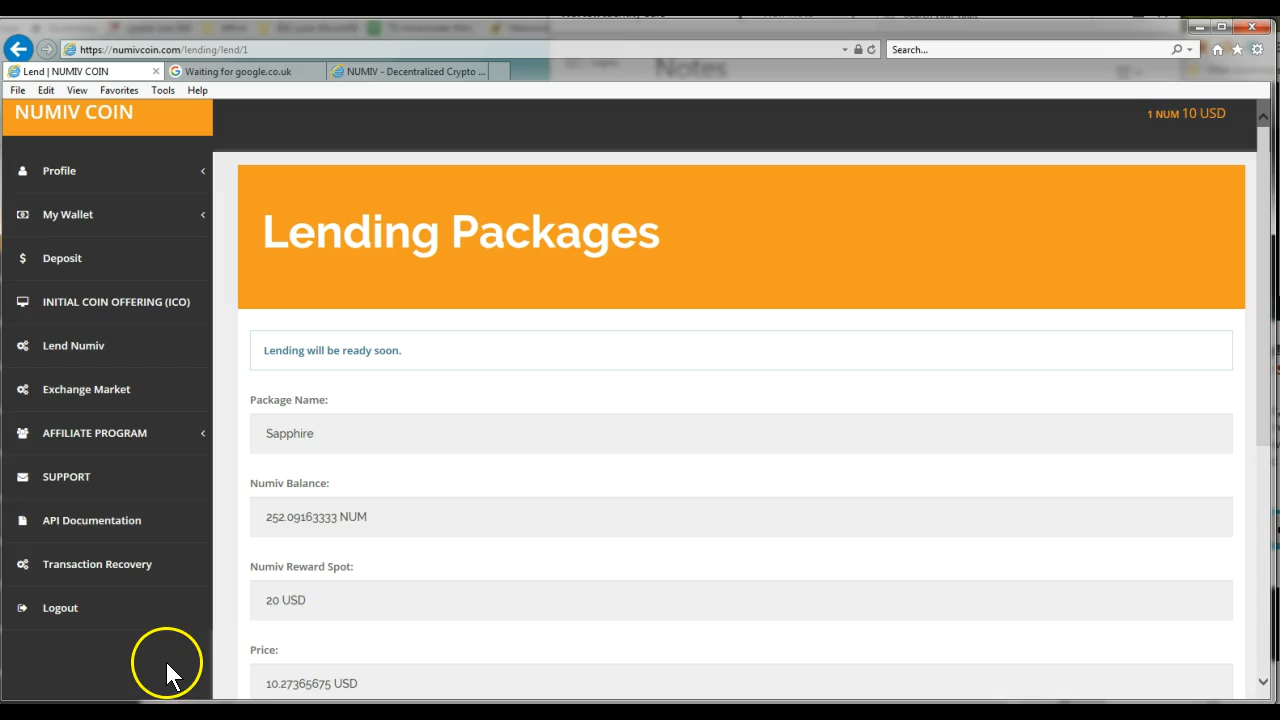 Notes
https://numivcoin.com/lending/lend/1
Search...
Lend | NUMIV COIN
Waiting for google.co.uk
NUMIV - Decentralized Crypto ...
File Edit View Favorites Tools Help
NUMIV COIN
1 NUM 10 USD
Profile
My Wallet
Deposit
INITIAL COIN OFFERING (ICO)
Lend Numiv
Exchange Market
AFFILIATE PROGRAM
SUPPORT
API Documentation
Transaction Recovery
Logout
Lending Packages
Lending will be ready soon.
Package Name:
Sapphire
Numiv Balance:
252.09163333 NUM
Numiv Reward Spot:
20 USD
Price:
10.27365675 USD